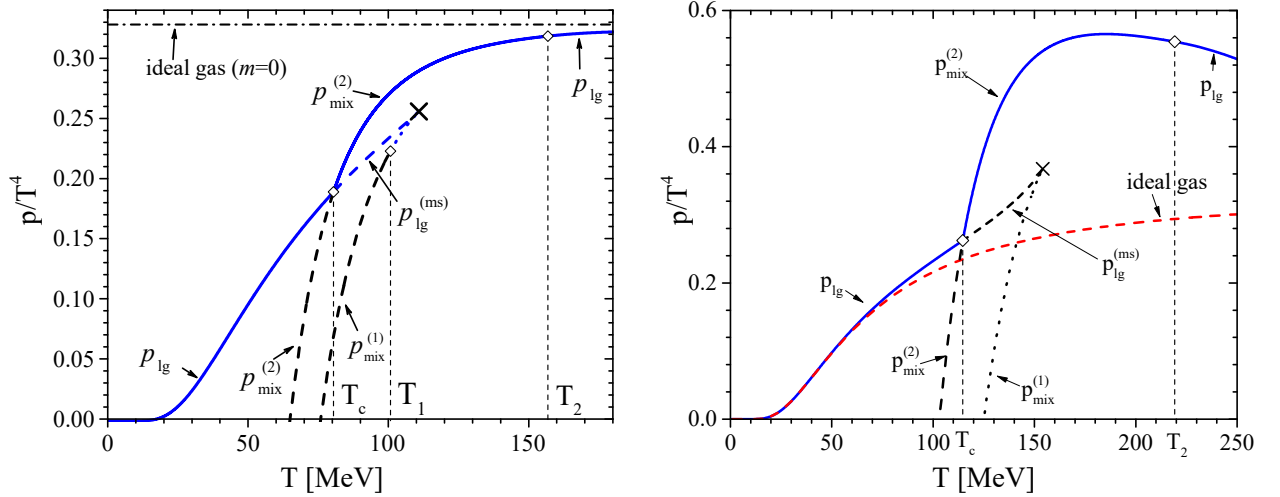 0.30
0.25
0.20
0.15
0.10
0.05
0.00
p/T⁴
ideal gas (m=0)
p_mix^(2)
p_lg
p_lg^(ms)
p_lg
p_mix^(2)
p_mix^(1)
T_c
T_1
T_2
0
50
100
150
T [MeV]
0.6
0.4
0.2
0.0
p/T⁴
p_mix^(2)
p_lg
ideal gas
p_lg^(ms)
p_lg
p_mix^(2)
p_mix^(1)
0
50
100
T_c
150
200
T_2
250
T [MeV]